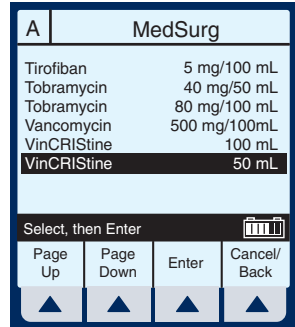 A MedSurg
Tirofiban 5 mg/100 mL
Tobramycin 40 mg/50 mL
Tobramycin 80 mg/100 mL
Vancomycin 500 mg/100mL
VinCRIStine 100 mL
VinCRIStine 50 mL
Select, then Enter
Page Up Page Down Enter Cancel/ Back